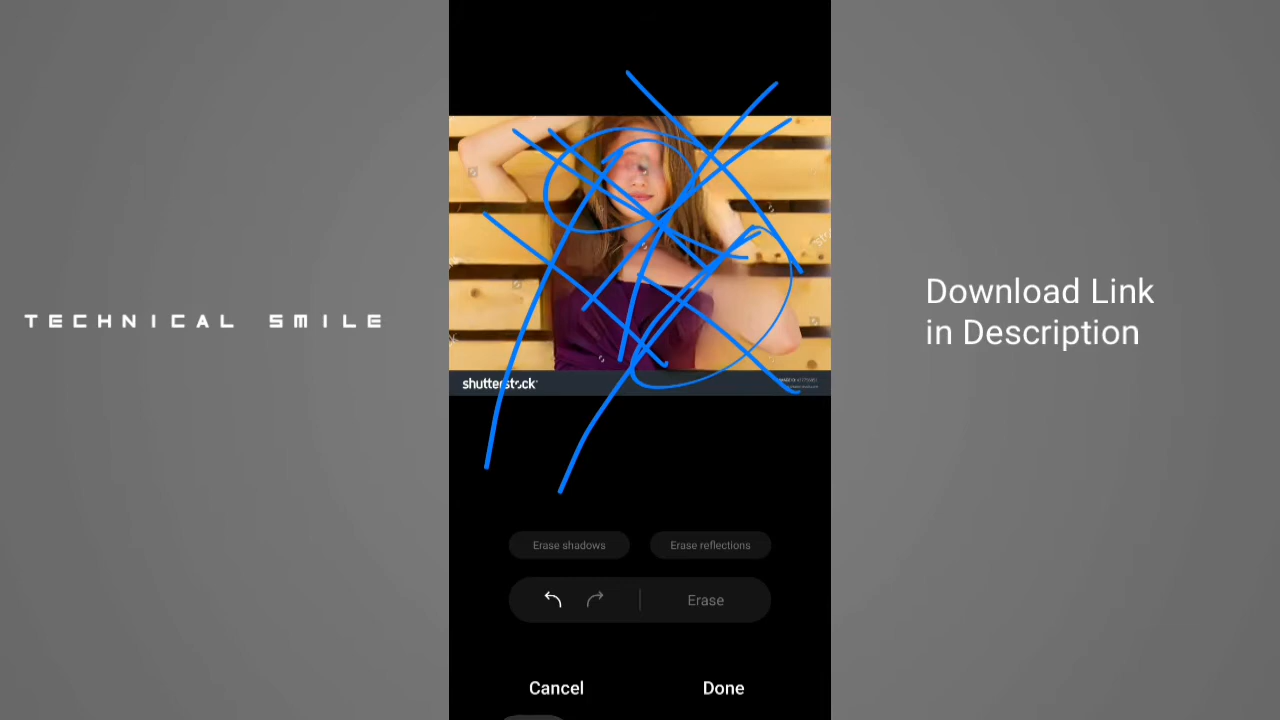 TECHNICAL SMILE
Download Link
in Description
shutterstock
Erase shadows
Erase reflections
Erase
Cancel
Done